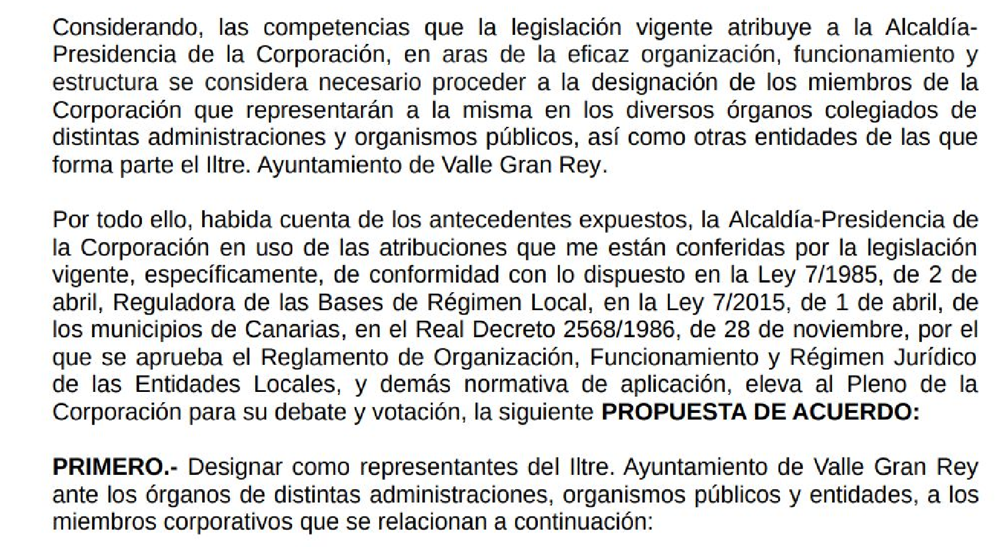 Considerando, las competencias que la legislación vigente atribuye a la Alcaldía-
Presidencia de la Corporación, en aras de la eficaz organización, funcionamiento y
estructura se considera necesario proceder a la designación de los miembros de la
Corporación que representarán a la misma en los diversos órganos colegiados de
distintas administraciones y organismos públicos, así como otras entidades de las que
forma parte el Iltre. Ayuntamiento de Valle Gran Rey.
Por todo ello, habida cuenta de los antecedentes expuestos, la Alcaldía-Presidencia de
la Corporación en uso de las atribuciones que me están conferidas por la legislación
vigente, específicamente, de conformidad con lo dispuesto en la Ley 7/1985, de 2 de
abril, Reguladora de las Bases de Régimen Local, en la Ley 7/2015, de 1 de abril, de
los municipios de Canarias, en el Real Decreto 2568/1986, de 28 de noviembre, por el
que se aprueba el Reglamento de Organización, Funcionamiento y Régimen Jurídico
de las Entidades Locales, y demás normativa de aplicación, eleva al Pleno de la
Corporación para su debate y votación, la siguiente PROPUESTA DE ACUERDO:
PRIMERO.- Designar como representantes del Iltre. Ayuntamiento de Valle Gran Rey
ante los órganos de distintas administraciones, organismos públicos y entidades, a los
miembros corporativos que se relacionan a continuación: